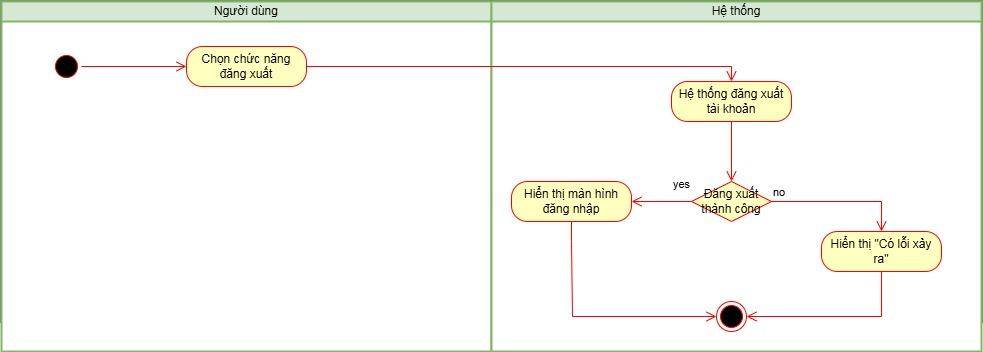 Người dùng
Hệ thống
Chọn chức năng
đăng xuất
Hệ thống đăng xuất
tài khoản
yes
Đăng xuất
thành công
no
Hiển thị màn hình
đăng nhập
Hiển thị "Có lỗi xảy
ra"